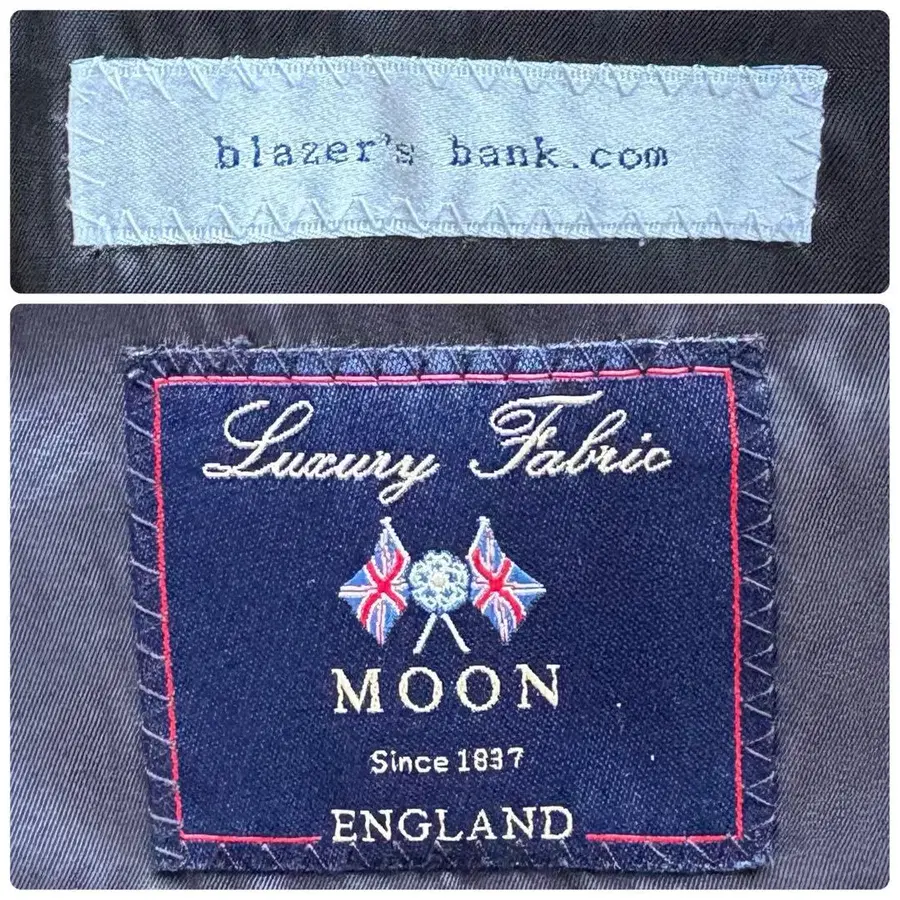 blazer's bank.com
Luxury Fabric
MOON
Since 1837
ENGLAND